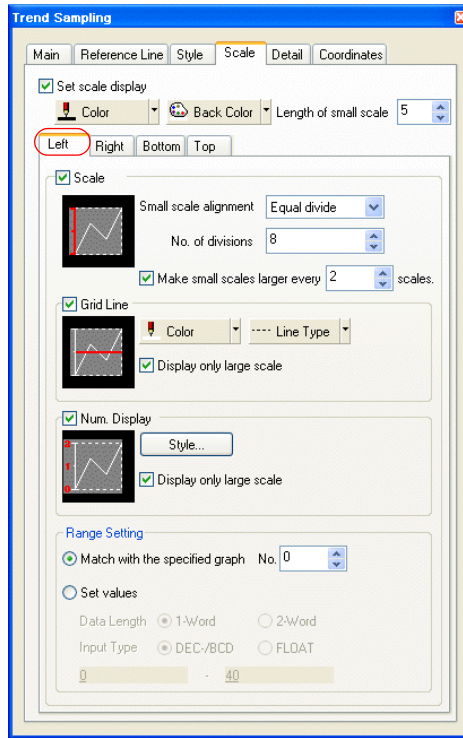 Trend Sampling
Main Reference Line Style Scale Detail Coordinates
Set scale display
Color Back Color Length of small scale 5
Left Right Bottom Top
Scale
Small scale alignment Equal divide
No. of divisions 8
Make small scales larger every 2 scales.
Grid Line
Color Line Type
Display only large scale
Num. Display
2
Style...
1
Display only large scale
0
Range Setting
Match with the specified graph No. 0
Set values
Data Length 1-Word 2-Word
Input Type DEC-/BCD FLOAT
0 - 40